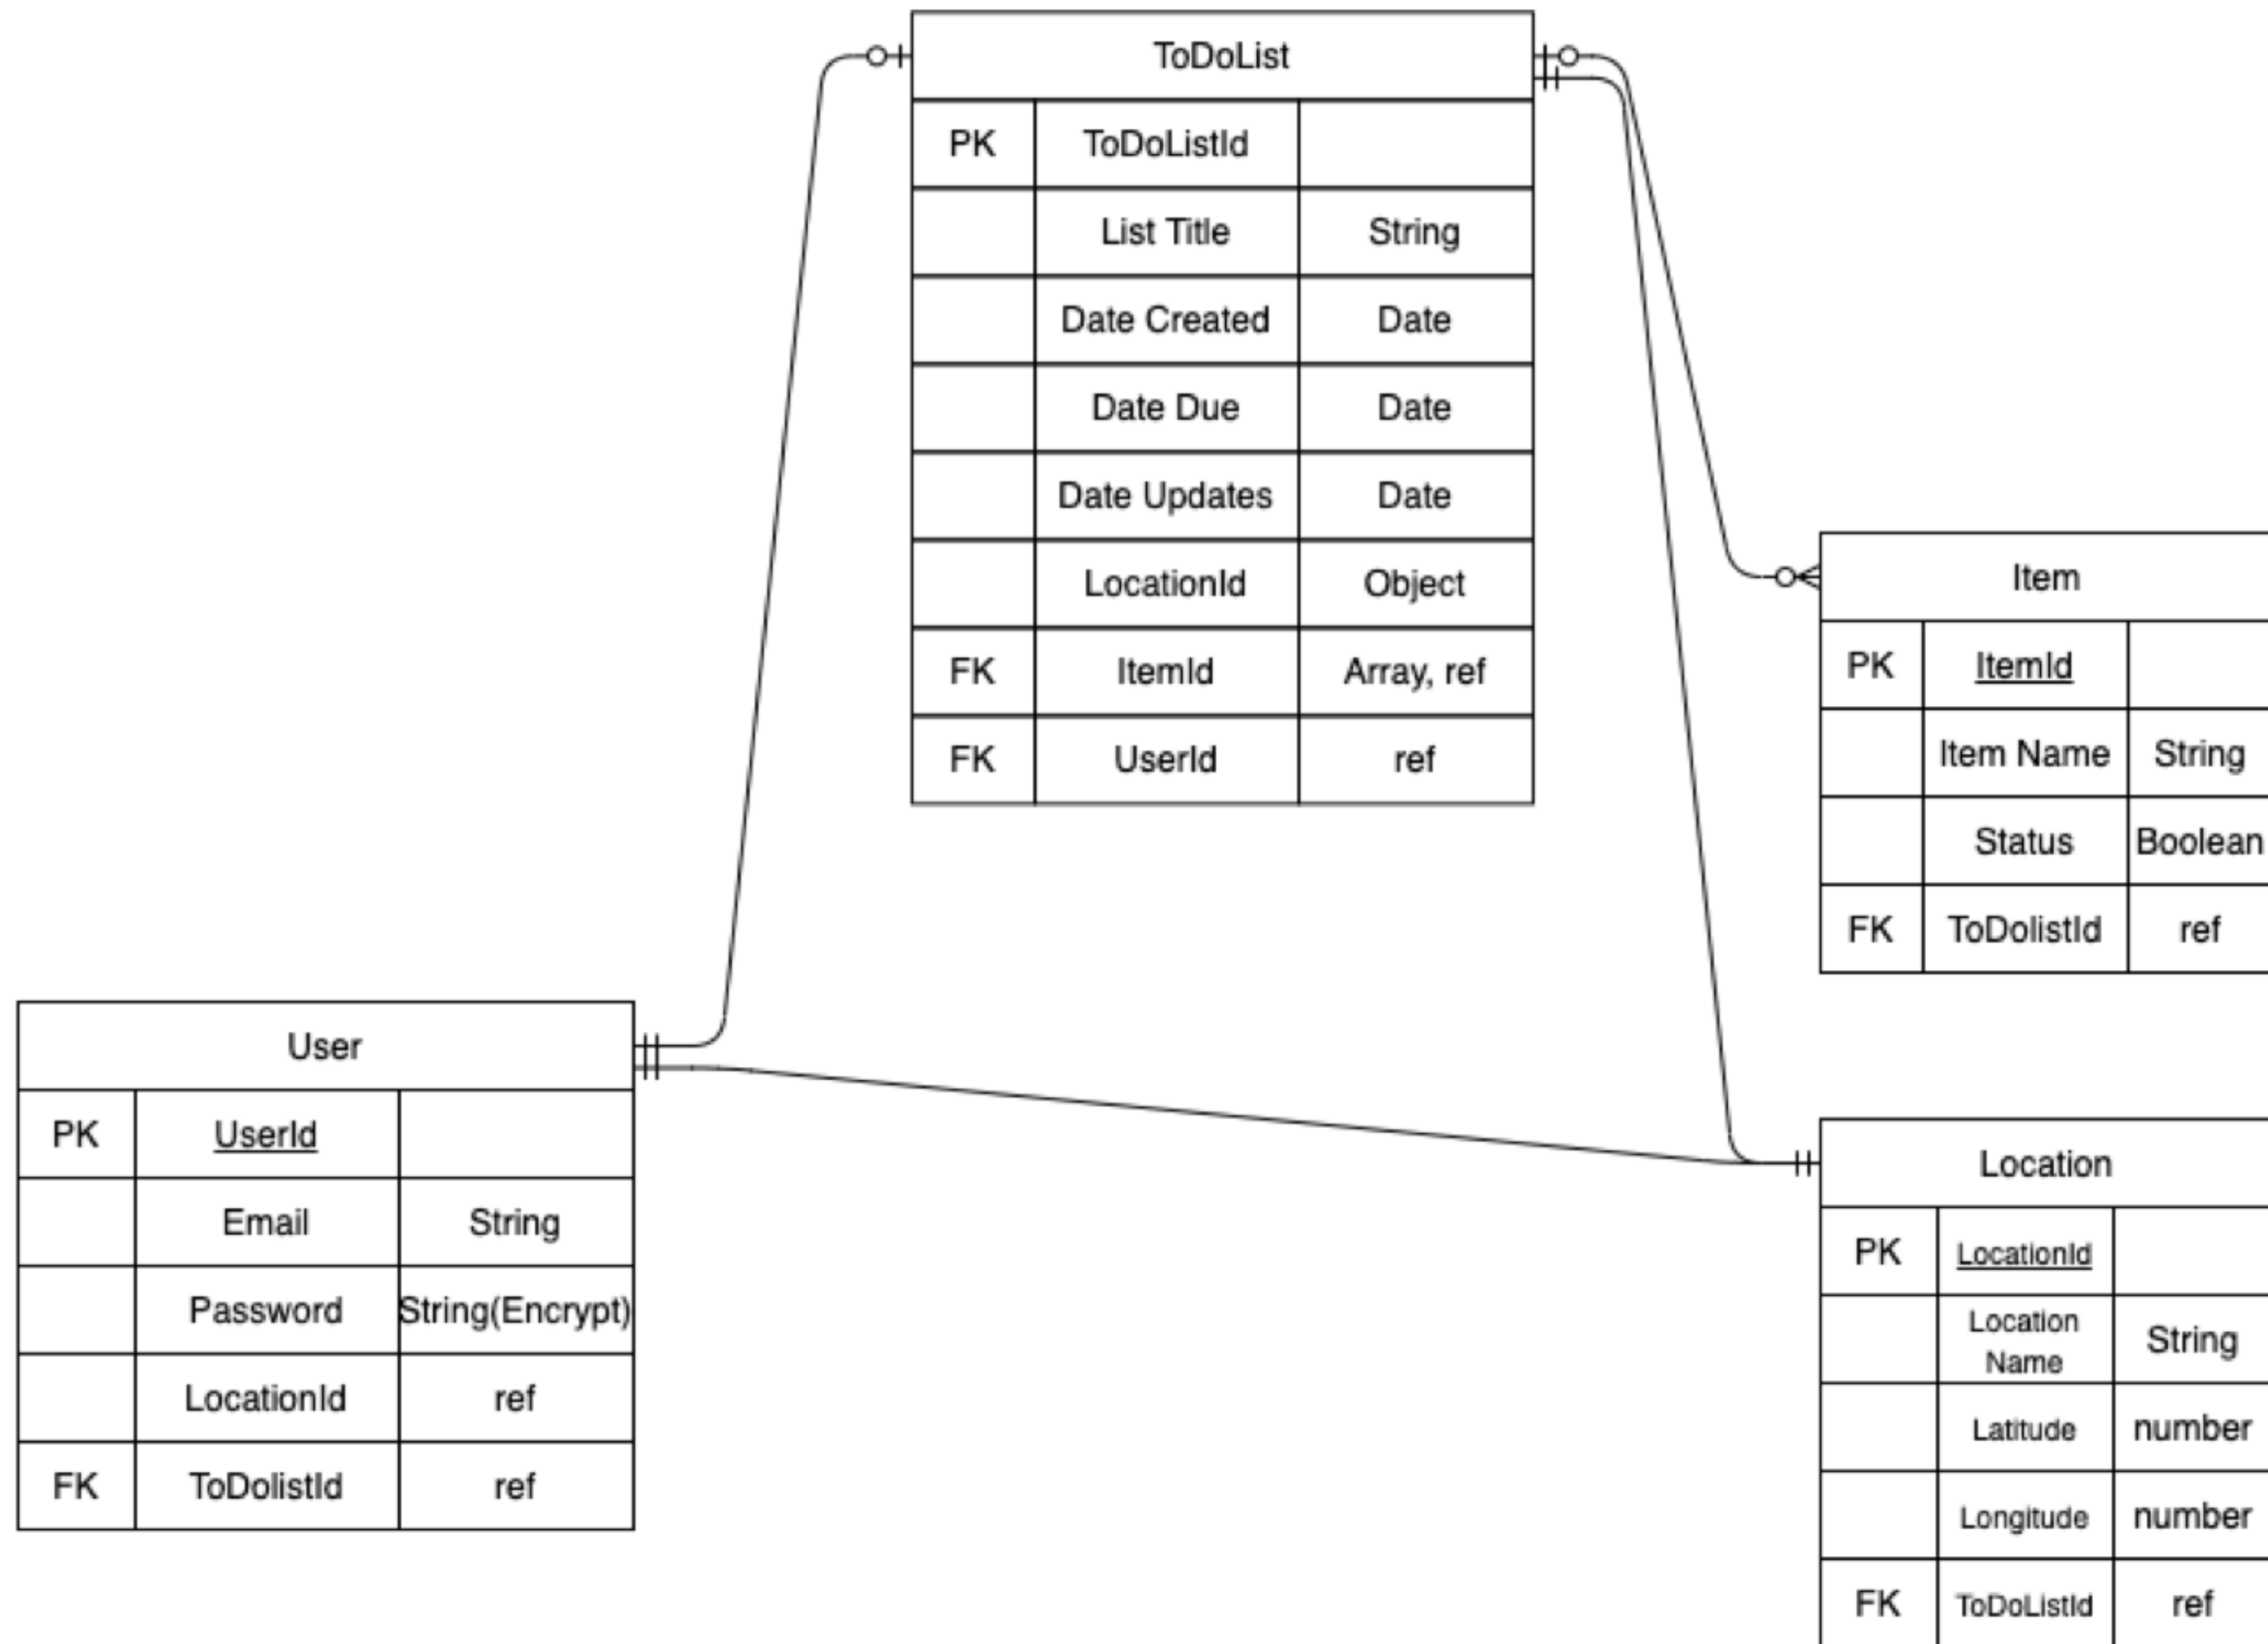 ToDoList
PK ToDoListId
List Title String
Date Created Date
Date Due Date
Date Updates Date
LocationId Object
FK ItemId Array, ref
FK UserId ref
Item
PK ItemId
Item Name String
Status Boolean
FK ToDolistId ref
User
PK UserId
Email String
Password String(Encrypt)
LocationId ref
FK ToDolistId ref
Location
PK LocationId
Location
Name String
Latitude number
Longitude number
FK ToDoListId ref